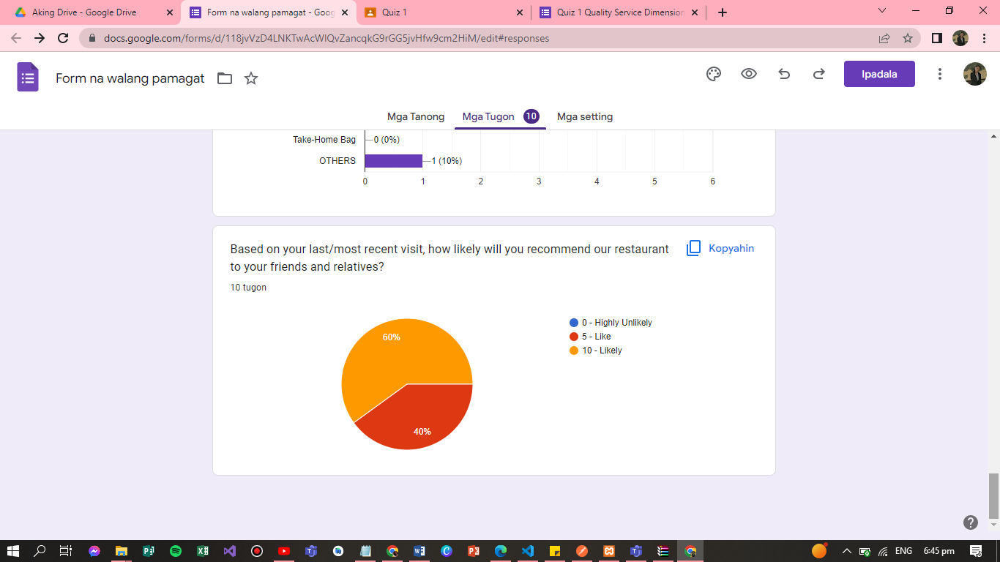 Aking Drive - Google Drive
Form na walang pamagat - Goog
Quiz 1
Quiz 1 Quality Service Dimension
docs.google.com/forms/d/118jvVzD4LNKTwAcWlQvZancqkG9rGG5jvHfw9cm2HiM/edit#responses
Form na walang pamagat
Ipadala
Mga Tanong
Mga Tugon 10
Mga setting
Take-Home Bag 0 (0%)
OTHERS 1 (10%)
0 1 2 3 4 5 6
Based on your last/most recent visit, how likely will you recommend our restaurant
to your friends and relatives?
Kopyahin
10 tugon
60%
40%
0 - Highly Unlikely
5 - Like
10 - Likely
ENG 6:45 pm